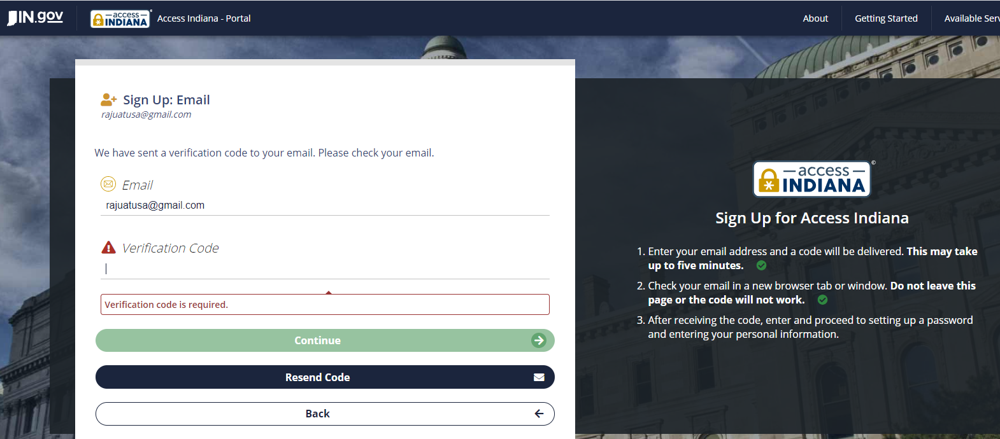 IN.gov
access INDIANA
Access Indiana - Portal
About
Getting Started
Available Serv
Sign Up: Email
rajuatusa@gmail.com
We have sent a verification code to your email. Please check your email.
Email
rajuatusa@gmail.com
Verification Code
Verification code is required.
Continue
Resend Code
Back
access
INDIANA
©
Sign Up for Access Indiana
1. Enter your email address and a code will be delivered. This may take
up to five minutes.
2. Check your email in a new browser tab or window. Do not leave this
page or the code will not work.
3. After receiving the code, enter and proceed to setting up a password
and entering your personal information.